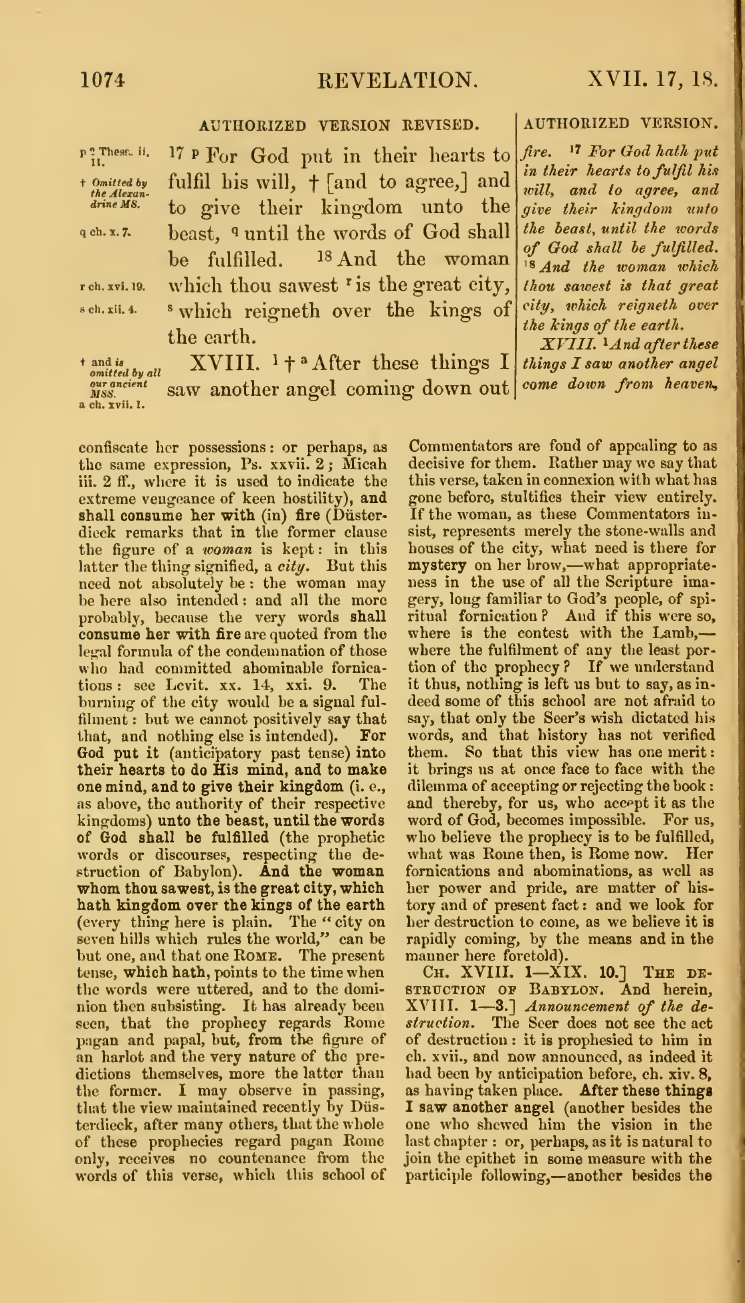 1074
REVELATION.
XVII. 17, 18.
AUTHORIZED VERSION REVISED.
p 2 Thess. ii.
11.
† Omitted by
the Alexan-
drine MS.
q ch. x. 7.
r ch. xvi. 19.
s ch. xii. 4.
† and is
omitted by all
our ancient
MSS.
a ch. xvii. 1.
17 p For God put in their hearts to
fulfil his will, † [and to agree,] and
to give their kingdom unto the
beast, q until the words of God shall
be fulfilled. 18 And the woman
which thou sawest r is the great city,
s which reigneth over the kings of
the earth.
XVIII. 1 † a After these things I
saw another angel coming down out
AUTHORIZED VERSION.
fire. 17 For God hath put
in their hearts to fulfil his
will, and to agree, and
give their kingdom unto
the beast, until the words
of God shall be fulfilled.
18 And the woman which
thou sawest is that great
city, which reigneth over
the kings of the earth.
XVIII. 1 And after these
things I saw another angel
come down from heaven,
confiscate her possessions: or perhaps, as
the same expression, Ps. xxvii. 2; Micah
iii. 2 ff., where it is used to indicate the
extreme vengeance of keen hostility), and
shall consume her with (in) fire (Düster-
dieck remarks that in the former clause
the figure of a woman is kept: in this
latter the thing signified, a city. But this
need not absolutely be: the woman may
be here also intended: and all the more
probably, because the very words shall
consume her with fire are quoted from the
legal formula of the condemnation of those
who had committed abominable fornica-
tions: see Levit. xx. 14, xxi. 9. The
burning of the city would be a signal ful-
filment: but we cannot positively say that
that, and nothing else is intended). For
God put it (anticipatory past tense) into
their hearts to do His mind, and to make
one mind, and to give their kingdom (i. e.,
as above, the authority of their respective
kingdoms) unto the beast, until the words
of God shall be fulfilled (the prophetic
words or discourses, respecting the de-
struction of Babylon). And the woman
whom thou sawest, is the great city, which
hath kingdom over the kings of the earth
(every thing here is plain. The “city on
seven hills which rules the world,” can be
but one, and that one ROME. The present
tense, which hath, points to the time when
the words were uttered, and to the domi-
nion then subsisting. It has already been
seen, that the prophecy regards Rome
pagan and papal, but, from the figure of
an harlot and the very nature of the pre-
dictions themselves, more the latter than
the former. I may observe in passing,
that the view maintained recently by Düs-
terdieck, after many others, that the whole
of these prophecies regard pagan Rome
only, receives no countenance from the
words of this verse, which this school of
Commentators are fond of appealing to as
decisive for them. Rather may we say that
this verse, taken in connexion with what has
gone before, stultifies their view entirely.
If the woman, as these Commentators in-
sist, represents merely the stone-walls and
houses of the city, what need is there for
mystery on her brow,—what appropriate-
ness in the use of all the Scripture ima-
gery, long familiar to God's people, of spi-
ritual fornication? And if this were so,
where is the contest with the Lamb,—
where the fulfilment of any the least por-
tion of the prophecy? If we understand
it thus, nothing is left us but to say, as in-
deed some of this school are not afraid to
say, that only the Seer's wish dictated his
words, and that history has not verified
them. So that this view has one merit:
it brings us at once face to face with the
dilemma of accepting or rejecting the book:
and thereby, for us, who accept it as the
word of God, becomes impossible. For us,
who believe the prophecy is to be fulfilled,
what was Rome then, is Rome now. Her
fornications and abominations, as well as
her power and pride, are matter of his-
tory and of present fact: and we look for
her destruction to come, as we believe it is
rapidly coming, by the means and in the
manner here foretold).
CH. XVIII. 1—XIX. 10.] THE DE-
STRUCTION OF BABYLON. And herein,
XVIII. 1—3.] Announcement of the de-
struction. The Seer does not see the act
of destruction: it is prophesied to him in
ch. xvii., and now announced, as indeed it
had been by anticipation before, ch. xiv. 8,
as having taken place. After these things
I saw another angel (another besides the
one who shewed him the vision in the
last chapter: or, perhaps, as it is natural to
join the epithet in some measure with the
participle following,—another besides the